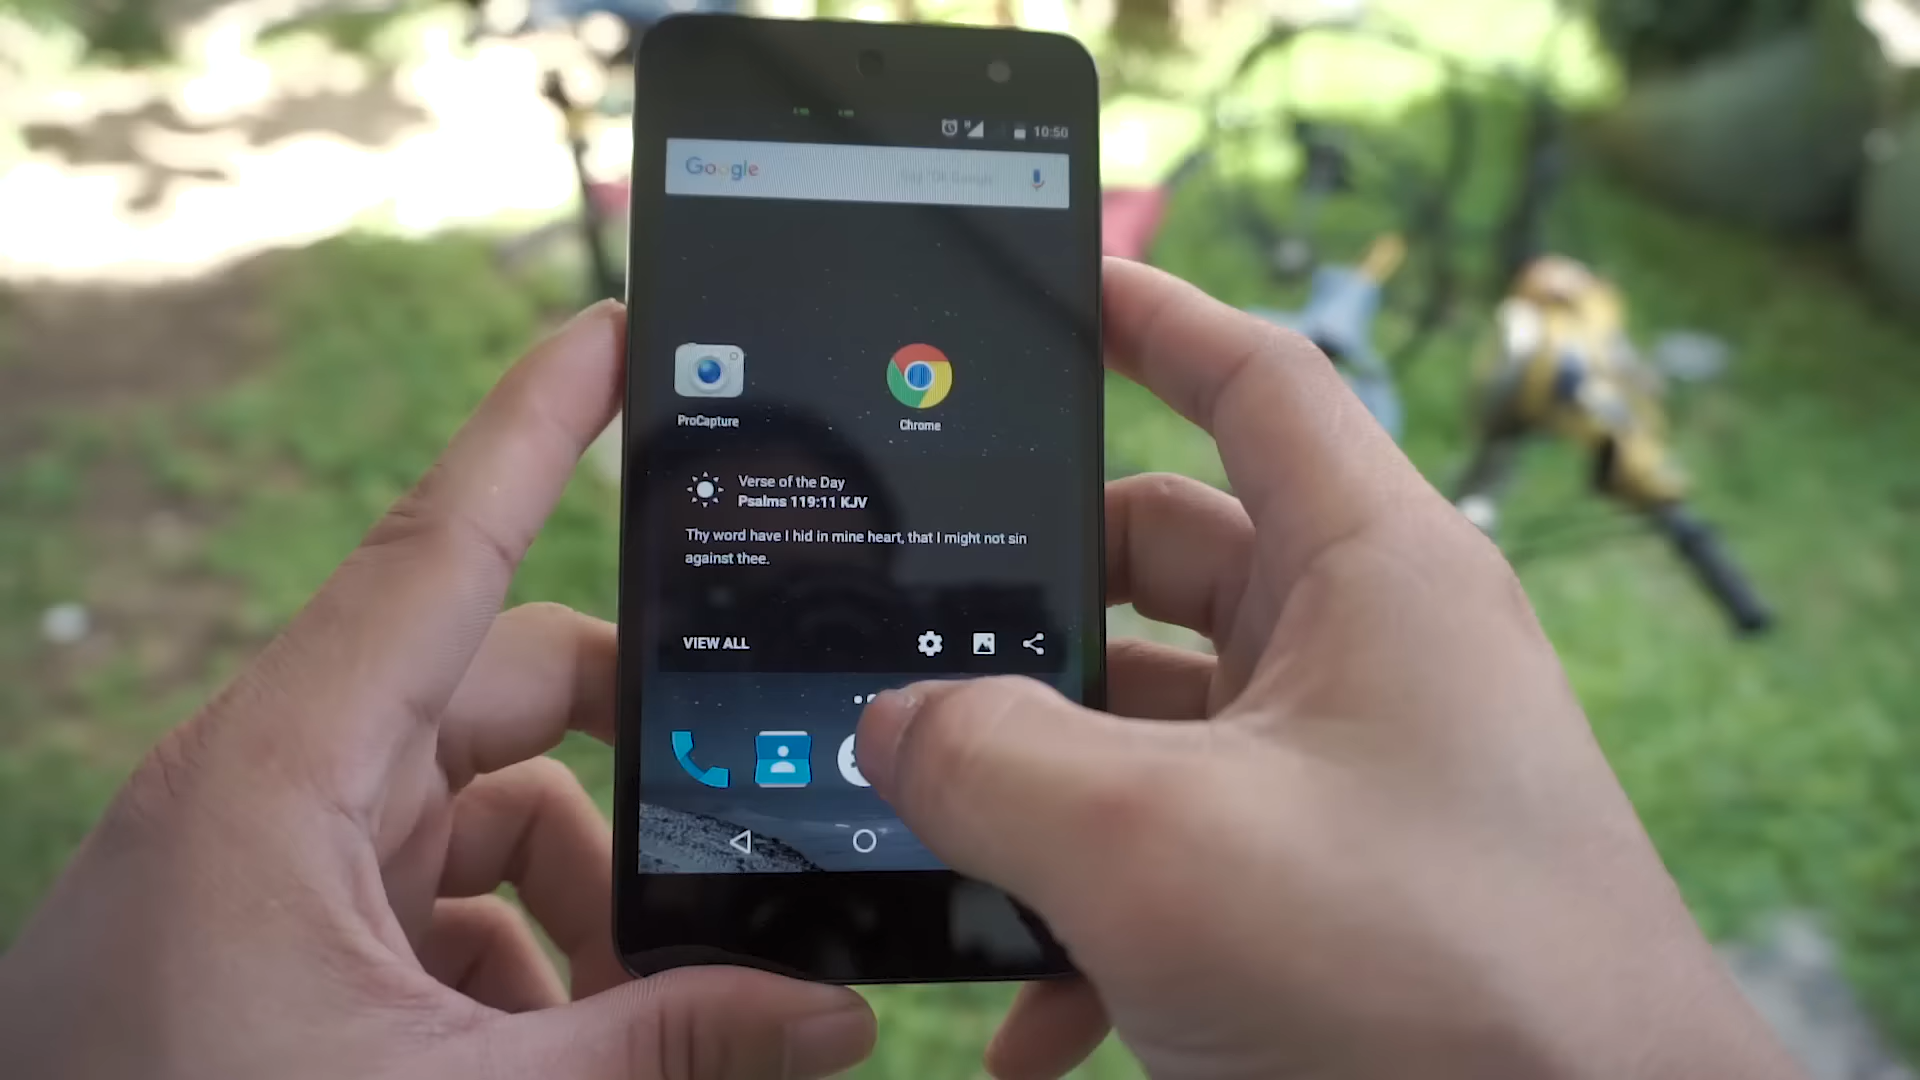 10:50
Google
ProCapture
Chrome
Verse of the Day
Psalms 119:11 KJV
Thy word have I hid in mine heart, that I might not sin
against thee.
VIEW ALL